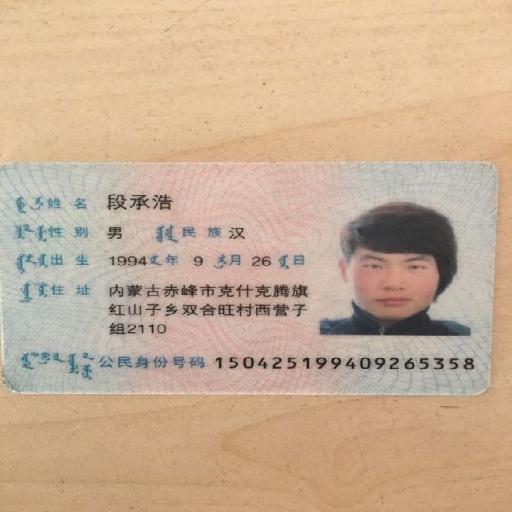 姓名 段承浩
性别 男 民族 汉
出生 1994 年 9 月 26 日
住址 内蒙古赤峰市克什克腾旗
红山子乡双合旺村西营子
组2110
公民身份号码 150425199409265358